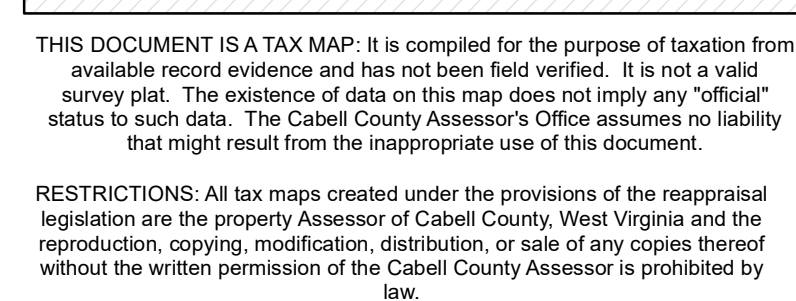 THIS DOCUMENT IS A TAX MAP: It is compiled for the purpose of taxation from
available record evidence and has not been field verified.  It is not a valid
survey plat.  The existence of data on this map does not imply any "official"
status to such data.  The Cabell County Assessor's Office assumes no liability
that might result from the inappropriate use of this document.
RESTRICTIONS: All tax maps created under the provisions of the reappraisal
legislation are the property Assessor of Cabell County, West Virginia and the
reproduction, copying, modification, distribution, or sale of any copies thereof
without the written permission of the Cabell County Assessor is prohibited by
law.